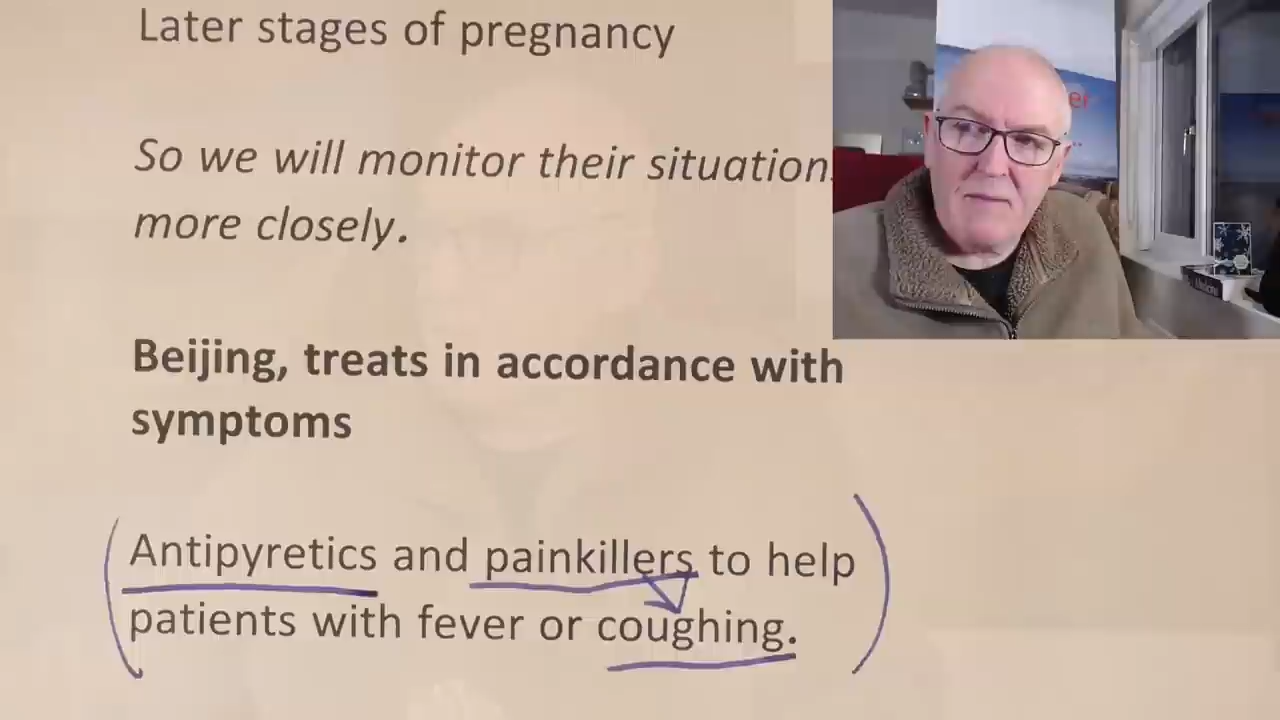 Later stages of pregnancy
So we will monitor their situation
more closely.
Beijing, treats in accordance with
symptoms
Antipyretics and painkillers to help
patients with fever or coughing.